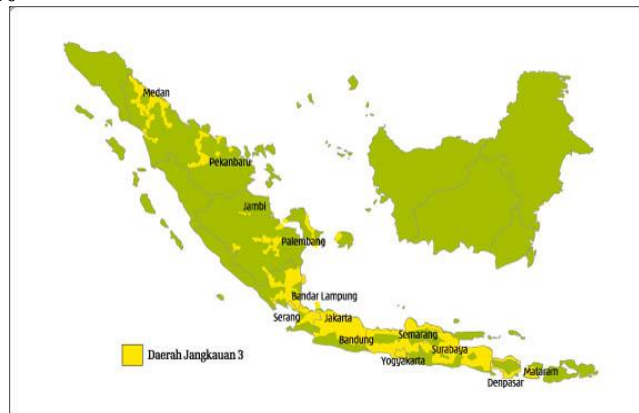 Medan
Pekanbaru
Jambi
Palembang
Bandar Lampung
Serang
Jakarta
Bandung
Semarang
Surabaya
Yogyakarta
Mataram
Denpasar
Daerah Jangkauan 3